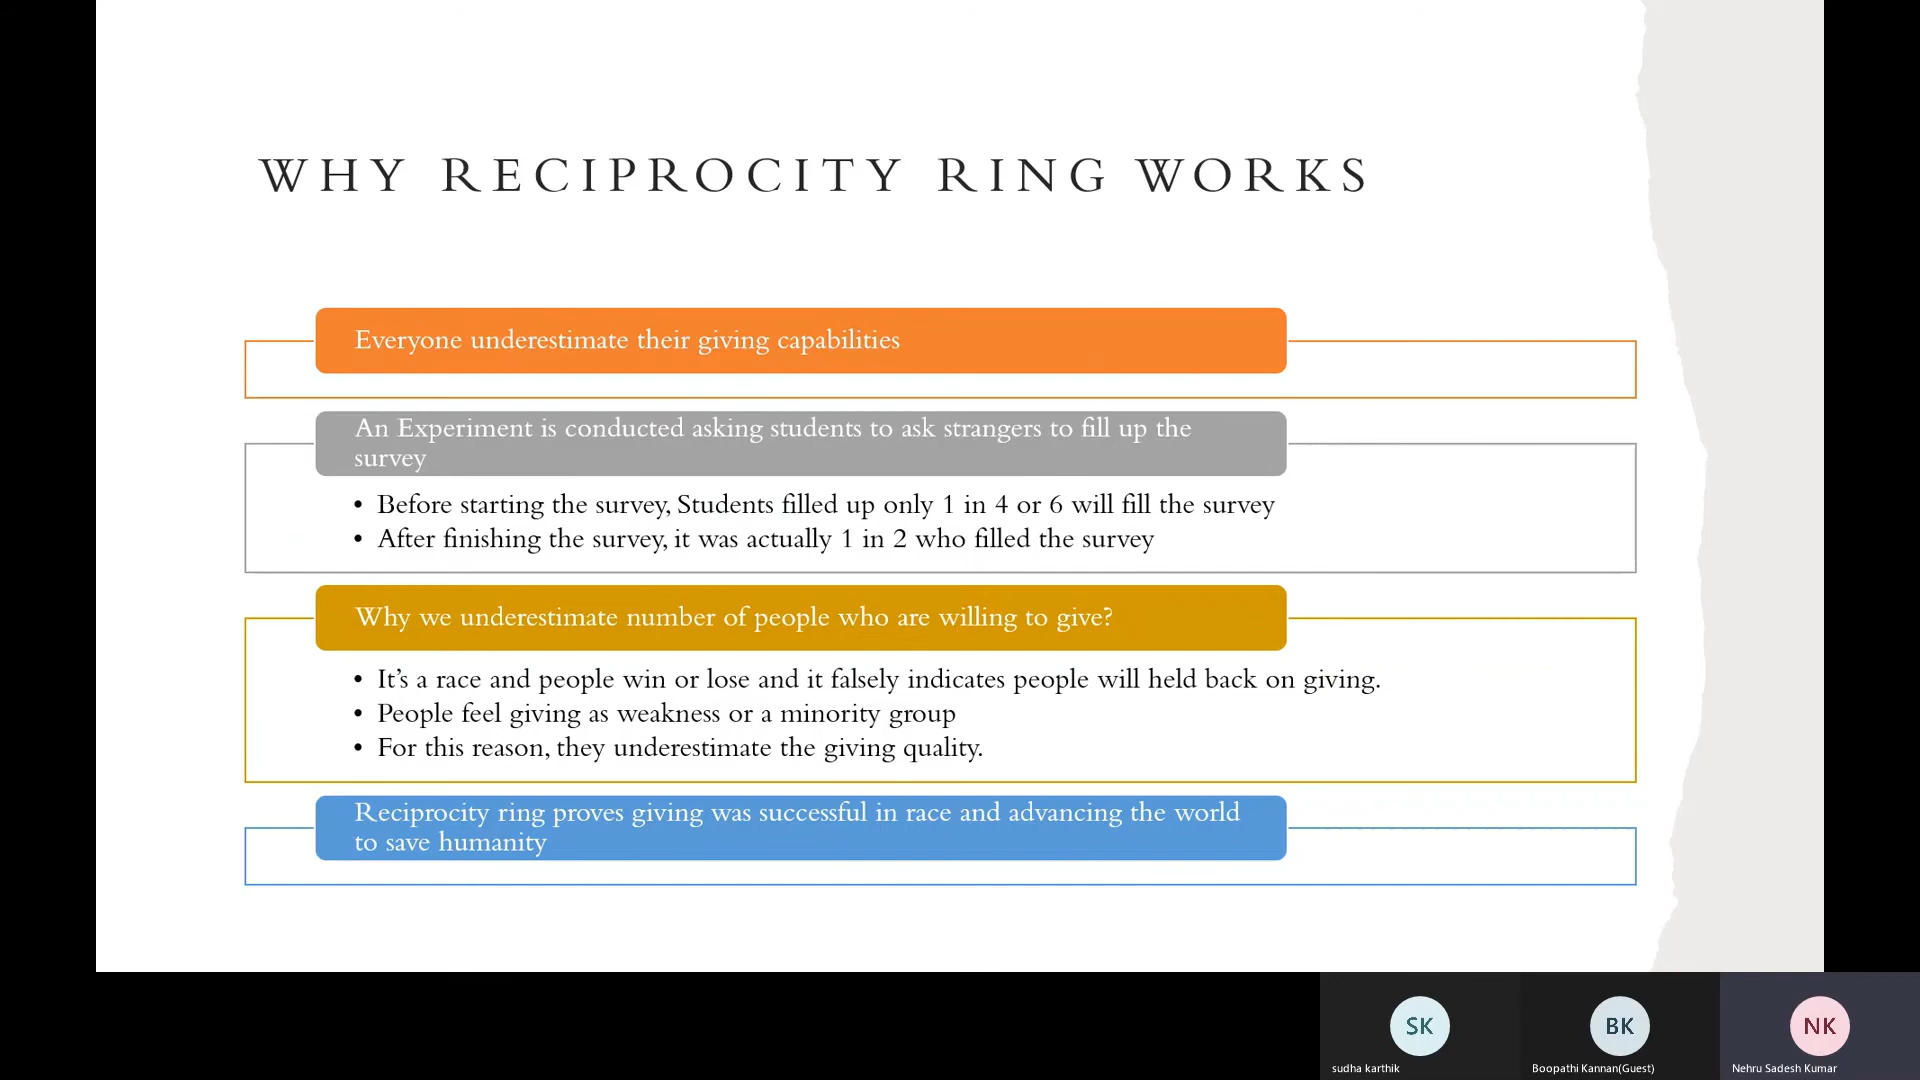 WHY RECIPROCITY RING WORKS
Everyone underestimate their giving capabilities
An Experiment is conducted asking students to ask strangers to fill up the
survey
• Before starting the survey, Students filled up only 1 in 4 or 6 will fill the survey
• After finishing the survey, it was actually 1 in 2 who filled the survey
Why we underestimate number of people who are willing to give?
• It’s a race and people win or lose and it falsely indicates people will held back on giving.
• People feel giving as weakness or a minority group
• For this reason, they underestimate the giving quality.
Reciprocity ring proves giving was successful in race and advancing the world
to save humanity
SK
BK
NK
sudha karthik
Boopathi Kannan(Guest)
Nehru Sadesh Kumar